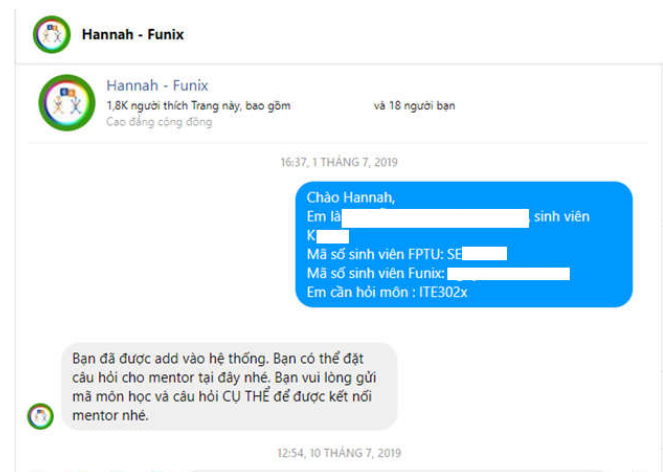 Hannah - Funix
Hannah - Funix
1,8K người thích Trang này, bao gồm và 18 người bạn
Cao đẳng cộng đồng
16:37, 1 THÁNG 7, 2019
Chào Hannah,
Em là , sinh viên
K
Mã số sinh viên FPTU: SE
Mã số sinh viên Funix:
Em cần hỏi môn : ITE302x
Bạn đã được add vào hệ thống. Bạn có thể đặt
câu hỏi cho mentor tại đây nhé. Bạn vui lòng gửi
mã môn học và câu hỏi CỤ THỂ để được kết nối
mentor nhé.
12:54, 10 THÁNG 7, 2019